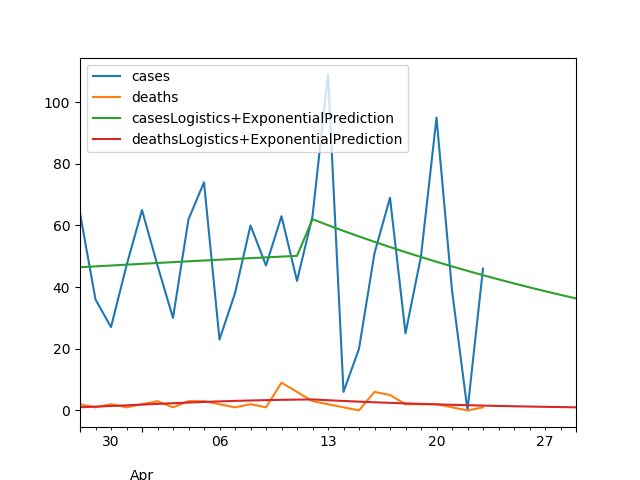 cases
deaths
casesLogistics+ExponentialPrediction
deathsLogistics+ExponentialPrediction
100
80
60
40
20
0
30 06 13 20 27
Apr